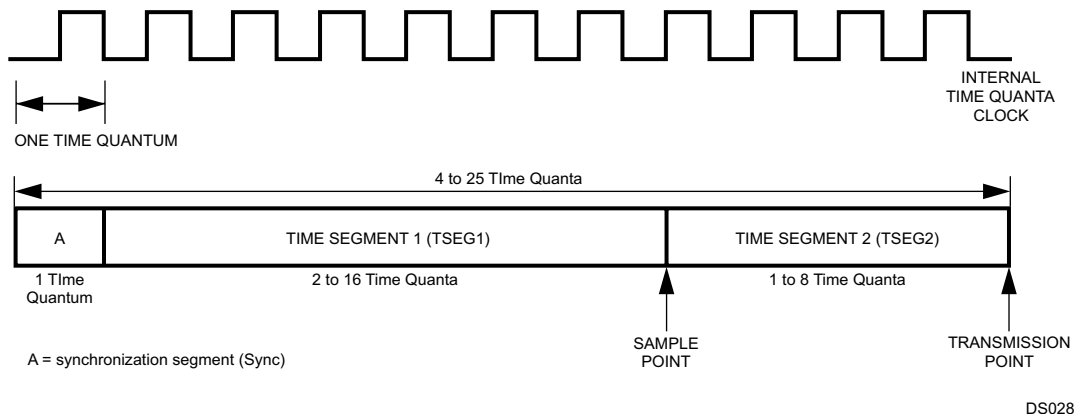 INTERNAL
TIME QUANTA
CLOCK
ONE TIME QUANTUM
4 to 25 TIme Quanta
A
TIME SEGMENT 1 (TSEG1)
TIME SEGMENT 2 (TSEG2)
1 TIme
Quantum
2 to 16 Time Quanta
1 to 8 Time Quanta
A = synchronization segment (Sync)
SAMPLE
POINT
TRANSMISSION
POINT
DS028